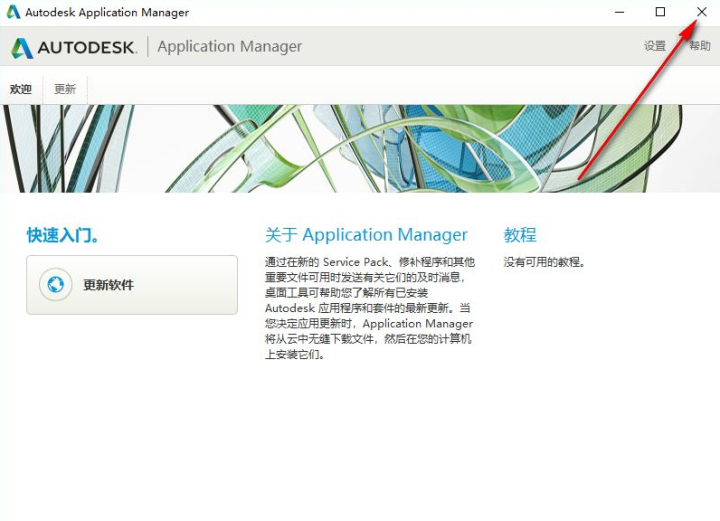 Autodesk Application Manager
AUTODESK. Application Manager 设置 帮助
欢迎 更新
快速入门。
更新软件
关于 Application Manager
通过在新的 Service Pack、修补程序和其他
重要文件可用时发送有关它们的及时消息，
桌面工具可帮助您了解所有已安装
Autodesk 应用程序和套件的最新更新。当
您决定应用更新时，Application Manager
将从云中无缝下载文件，然后在您的计算机
上安装它们。
教程
没有可用的教程。